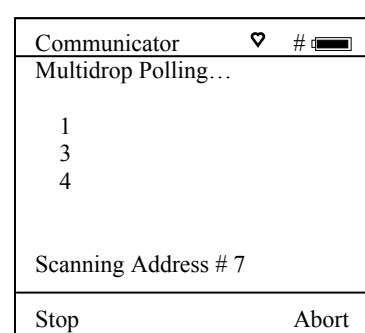 Communicator ♡ #
Multidrop Polling…
1
3
4
Scanning Address # 7
Stop Abort